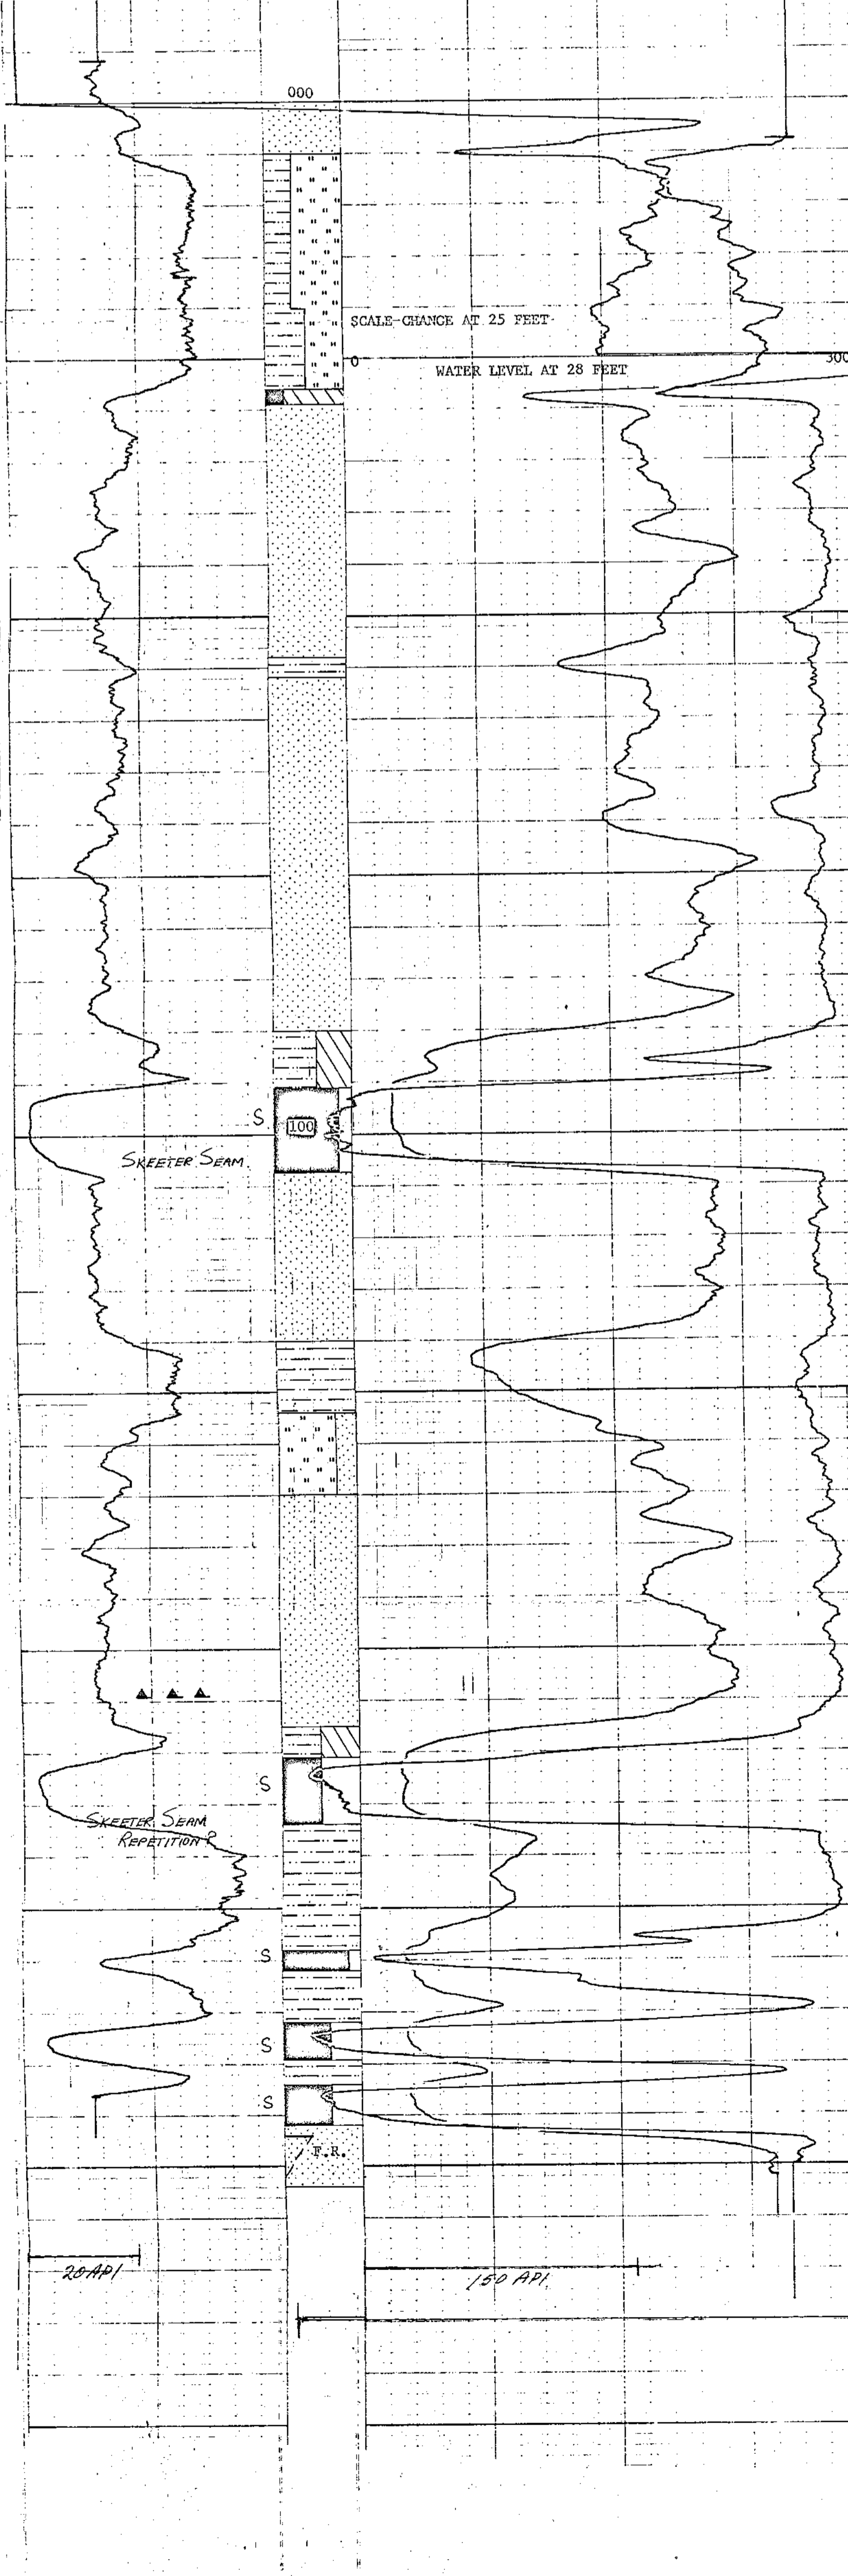 000
SCALE-CHANGE AT 25 FEET
0
300
WATER LEVEL AT 28 FEET
S
100
SKEETER SEAM
S
SKEETER SEAM
REPETITION?
S
S
S
F.R.
20 API
150 API